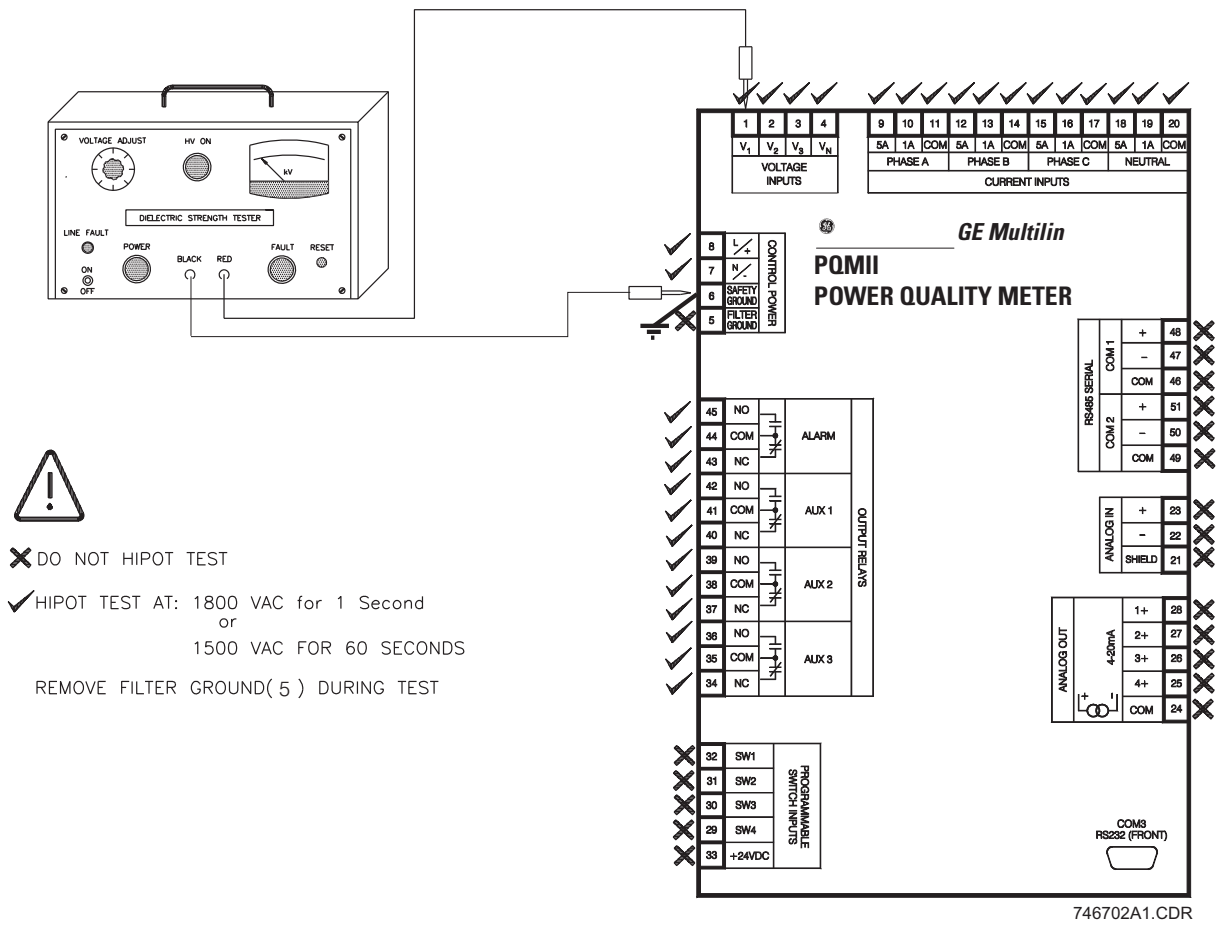 VOLTAGE ADJUST
HV ON
kV
DIELECTRIC STRENGTH TESTER
LINE FAULT
POWER
BLACK
RED
FAULT
RESET
ON
OFF
1 2 3 4
V1 V2 V3 VN
VOLTAGE
INPUTS
9 10 11 12 13 14 15 16 17 18 19 20
5A 1A COM 5A 1A COM 5A 1A COM 5A 1A COM
PHASE A PHASE B PHASE C NEUTRAL
CURRENT INPUTS
GE Multilin
PQMII
POWER QUALITY METER
8 L/+
7 N/-
6 SAFETY
GROUND
5 FILTER
GROUND
CONTROL POWER
45 NO
44 COM
43 NC
ALARM
42 NO
41 COM
40 NC
AUX 1
39 NO
38 COM
37 NC
AUX 2
36 NO
35 COM
34 NC
AUX 3
OUTPUT RELAYS
32 SW1
31 SW2
30 SW3
29 SW4
33 +24VDC
PROGRAMMABLE
SWITCH INPUTS
RS485 SERIAL
COM 1
+ 48
– 47
COM 46
COM 2
+ 51
– 50
COM 49
ANALOG IN
+ 23
– 22
SHIELD 21
ANALOG OUT
4-20mA
+ -
1+ 28
2+ 27
3+ 26
4+ 25
COM 24
COM3
RS232 (FRONT)
!
DO NOT HIPOT TEST
HIPOT TEST AT: 1800 VAC for 1 Second
or
1500 VAC FOR 60 SECONDS
REMOVE FILTER GROUND(5) DURING TEST
746702A1.CDR